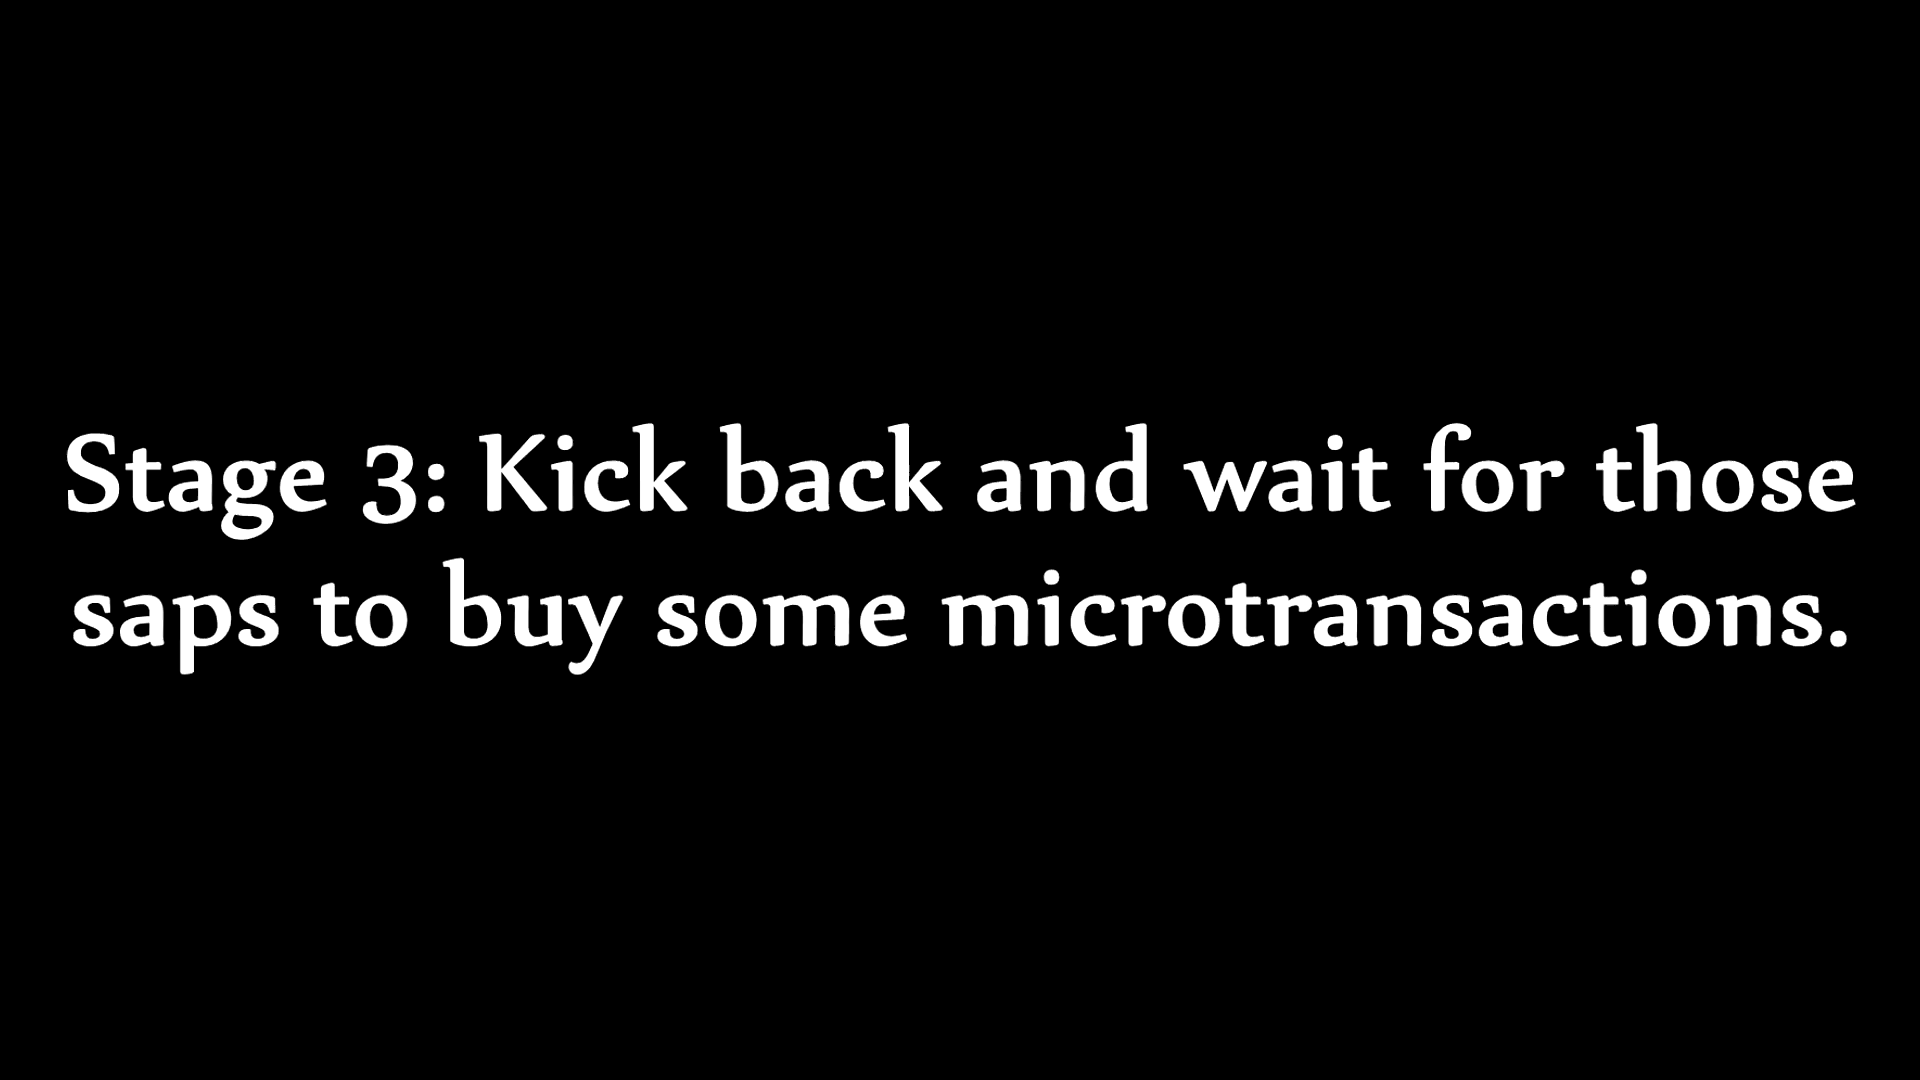 Stage 3: Kick back and wait for those
saps to buy some microtransactions.